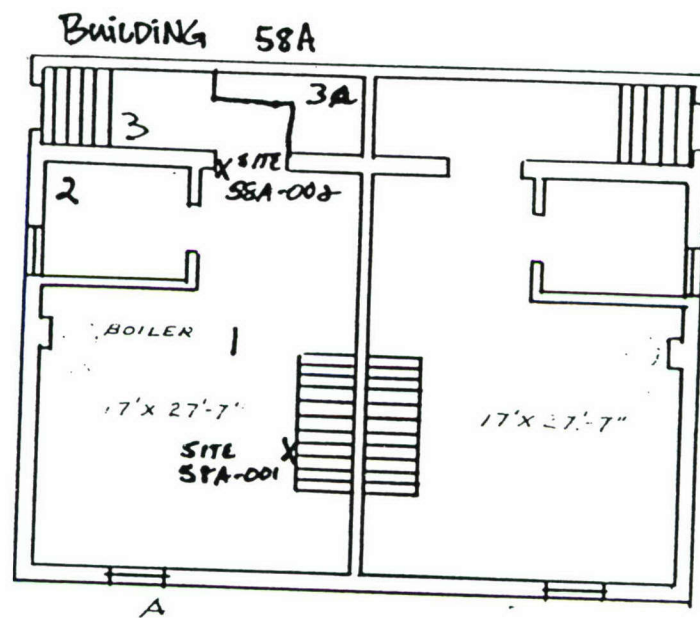 BUILDING 58A
3A
3
SITE
58A-002
2
BOILER
1
17' X 27'-7"
17' X 27'-7"
SITE X
58A-001
A